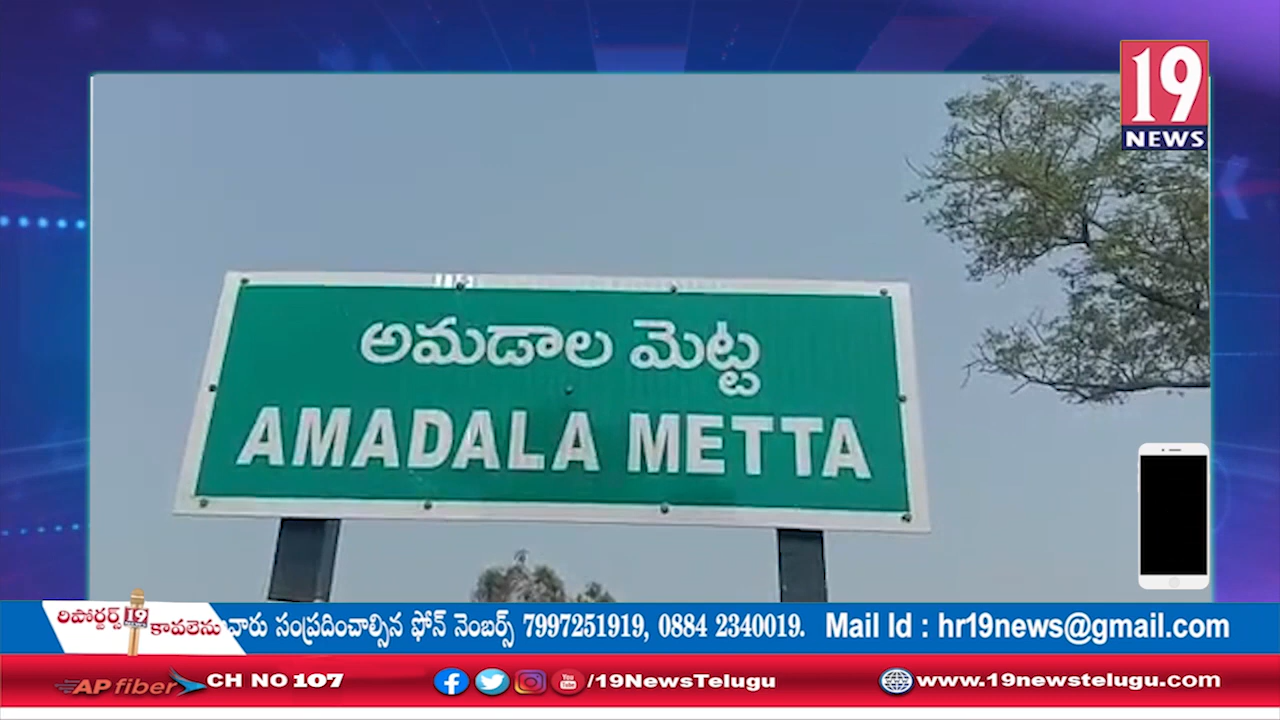 19
NEWS
అమడాల మెట్ట
AMADALA METTA
రిపోర్టర్స్ 19 కావలెను వారు సంప్రదించాల్సిన ఫోన్ నెంబర్స్ 7997251919, 0884 2340019. Mail Id : hr19news@gmail.com
AP fiber CH NO 107 /19NewsTelugu www.19newstelugu.com